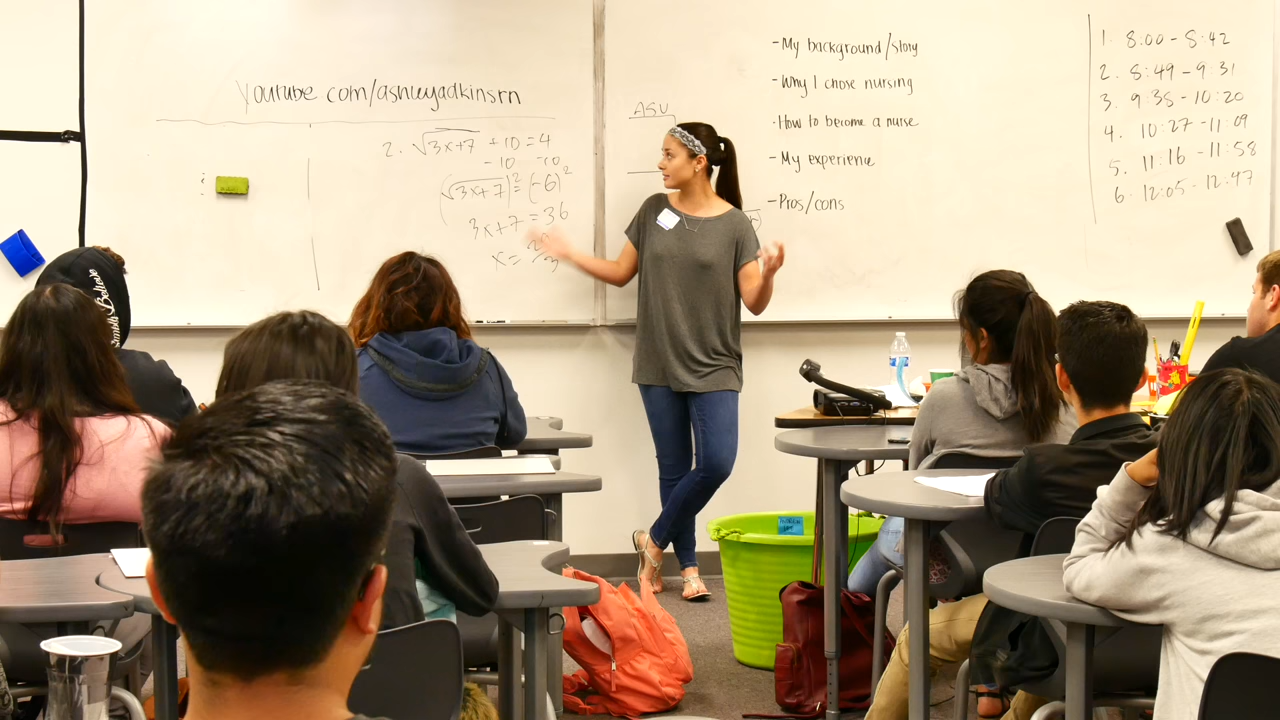 Youtube com/ashleyadkinsrn
2. √3x+7 + 10 = 4
-10 -10
(√3x+7)² = (-6)²
3x+7 = 36
x =
ASU
-My background/story
-Why I chose nursing
-How to become a nurse
-My experience
-Pros/cons
1. 8:00 - 8:42
2. 8:49 - 9:31
3. 9:38 - 10:20
4. 10:27 - 11:09
5. 11:16 - 11:58
6. 12:05 - 12:47
Believe